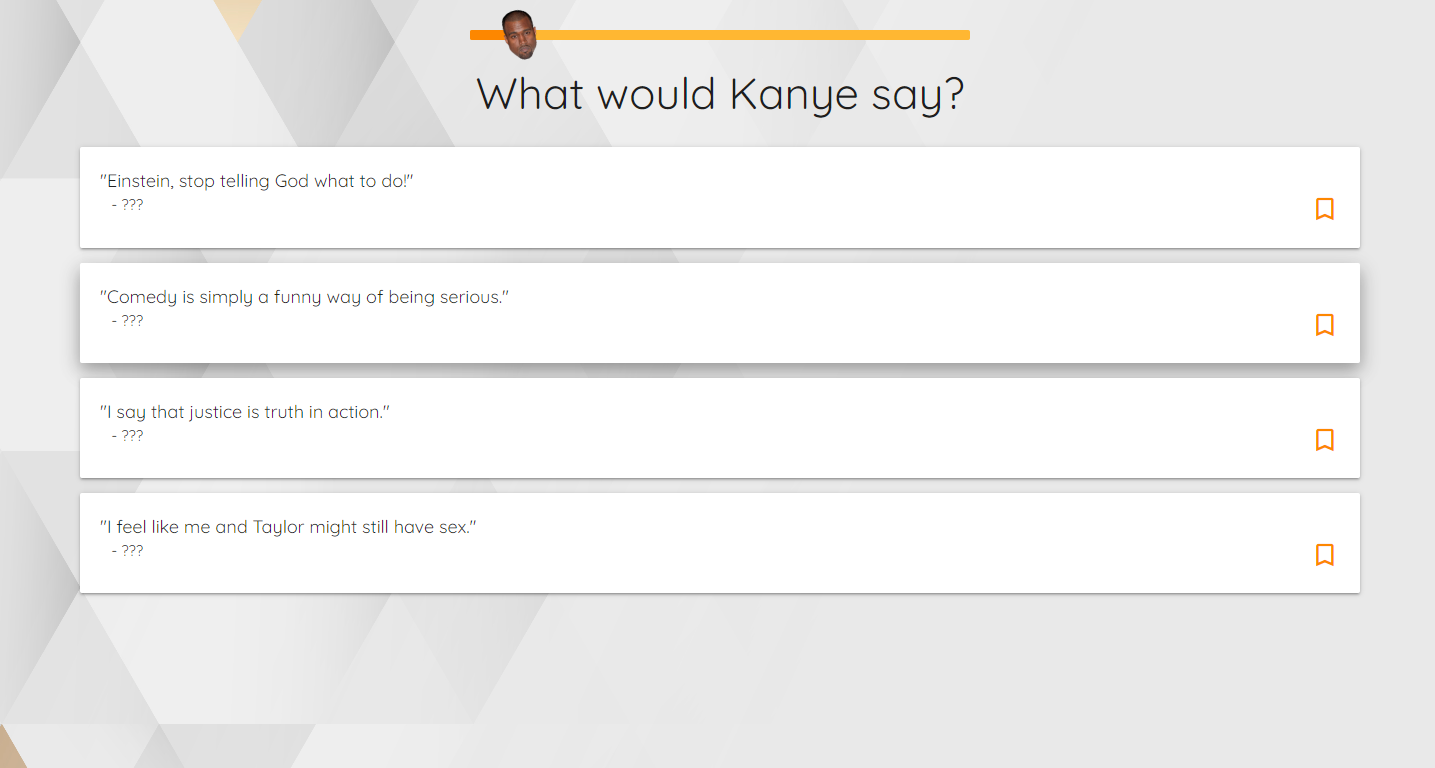 What would Kanye say?
"Einstein, stop telling God what to do!"
- ???
"Comedy is simply a funny way of being serious."
- ???
"I say that justice is truth in action."
- ???
"I feel like me and Taylor might still have sex."
- ???